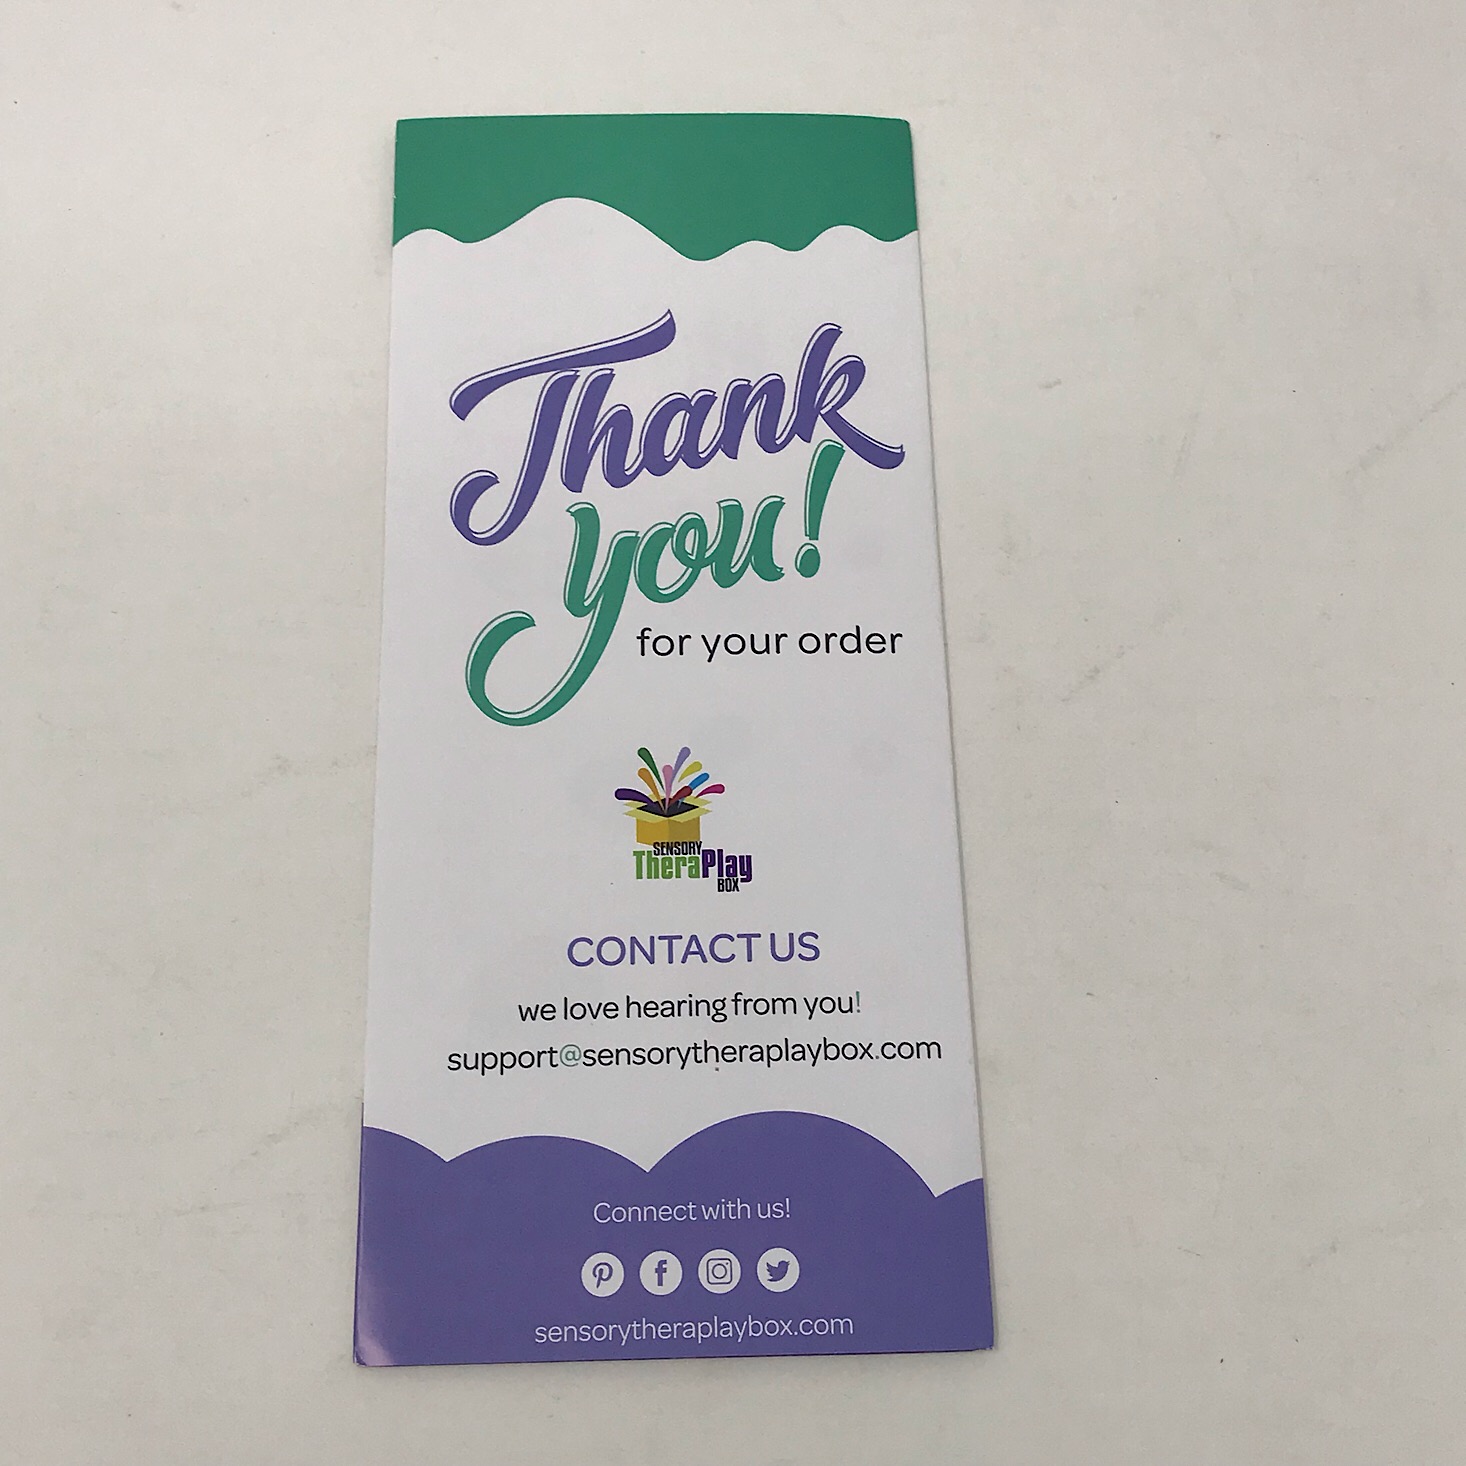 Thank
you!
for your order
SENSORY
TheraPlay
BOX
CONTACT US
we love hearing from you!
support@sensorytheraplaybox.com
Connect with us!
sensorytheraplaybox.com